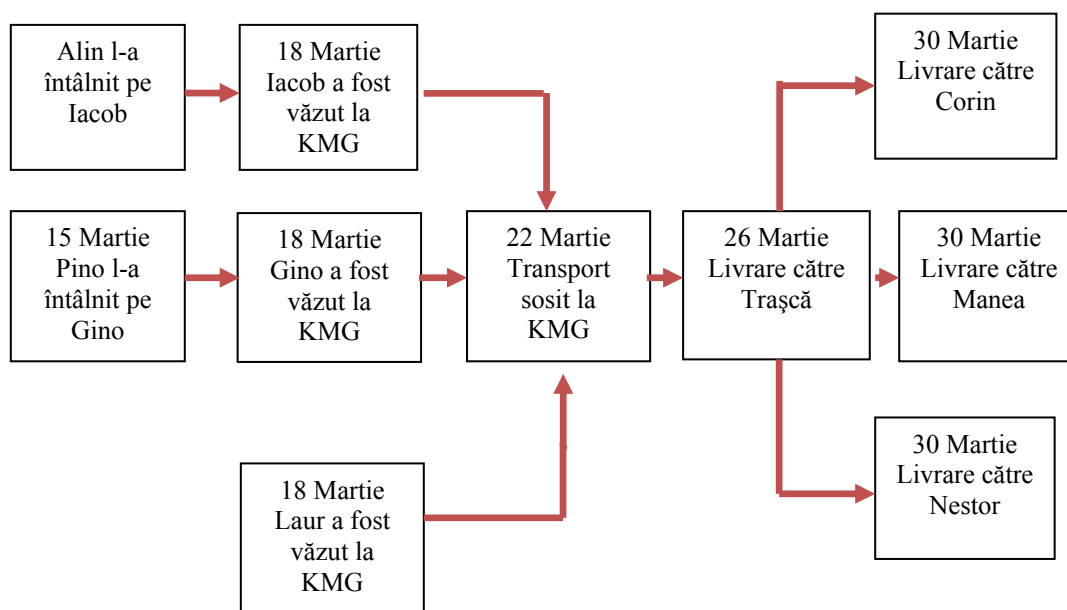 Alin l-a
întâlnit pe
Iacob
18 Martie
Iacob a fost
văzut la
KMG
30 Martie
Livrare către
Corin
15 Martie
Pino l-a
întâlnit pe
Gino
18 Martie
Gino a fost
văzut la
KMG
22 Martie
Transport
sosit la
KMG
26 Martie
Livrare către
Traşcă
30 Martie
Livrare către
Manea
18 Martie
Laur a fost
văzut la
KMG
30 Martie
Livrare către
Nestor